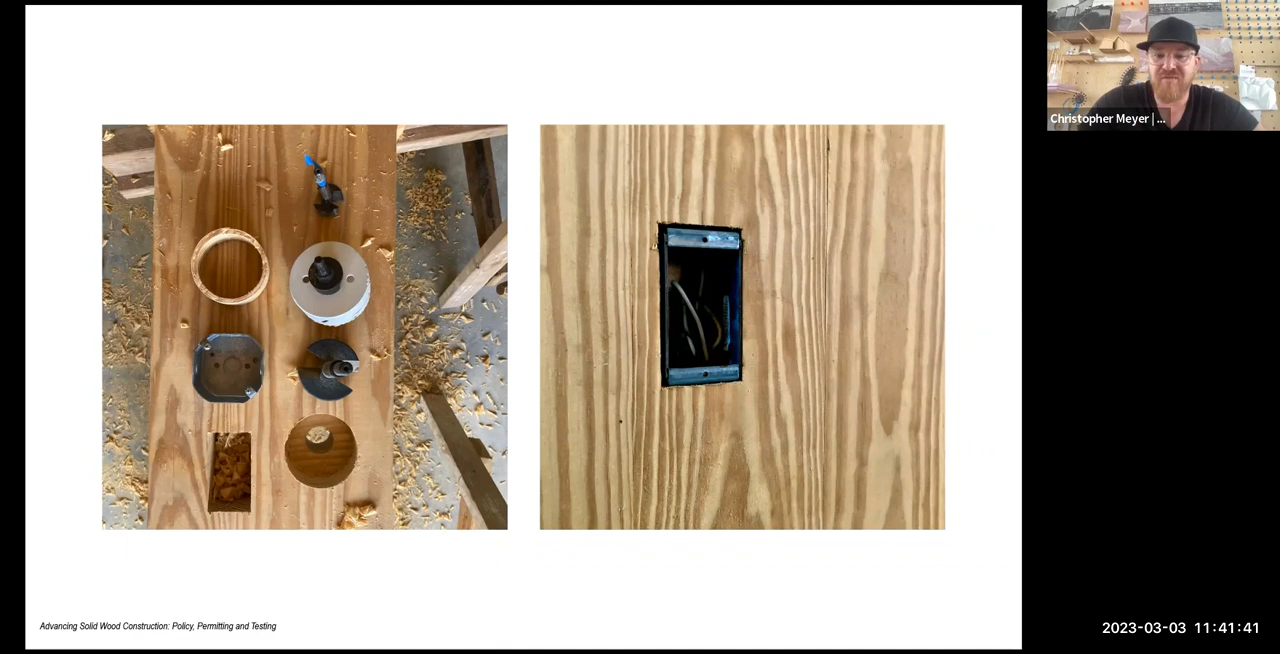 Christopher Meyer | ...
Advancing Solid Wood Construction: Policy, Permitting and Testing
2023-03-03 11:41:41